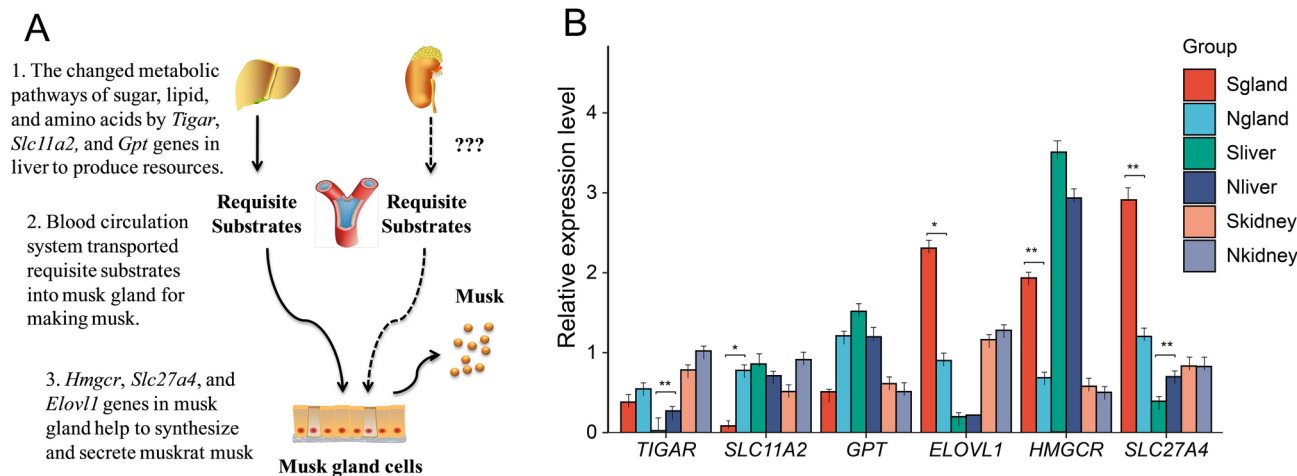 A
1. The changed metabolic
pathways of sugar, lipid,
and amino acids by Tigar,
Slc11a2, and Gpt genes in
liver to produce resources.
???
Requisite
Substrates
Requisite
Substrates
2. Blood circulation
system transported
requisite substrates
into musk gland for
making musk.
Musk
3. Hmgcr, Slc27a4, and
Elovl1 genes in musk
gland help to synthesize
and secrete muskrat musk
Musk gland cells
B
Relative expression level
4
3
2
1
0
**
*
*
**
**
**
TIGAR
SLC11A2
GPT
ELOVL1
HMGCR
SLC27A4
Group
Sgland
Ngland
Sliver
Nliver
Skidney
Nkidney